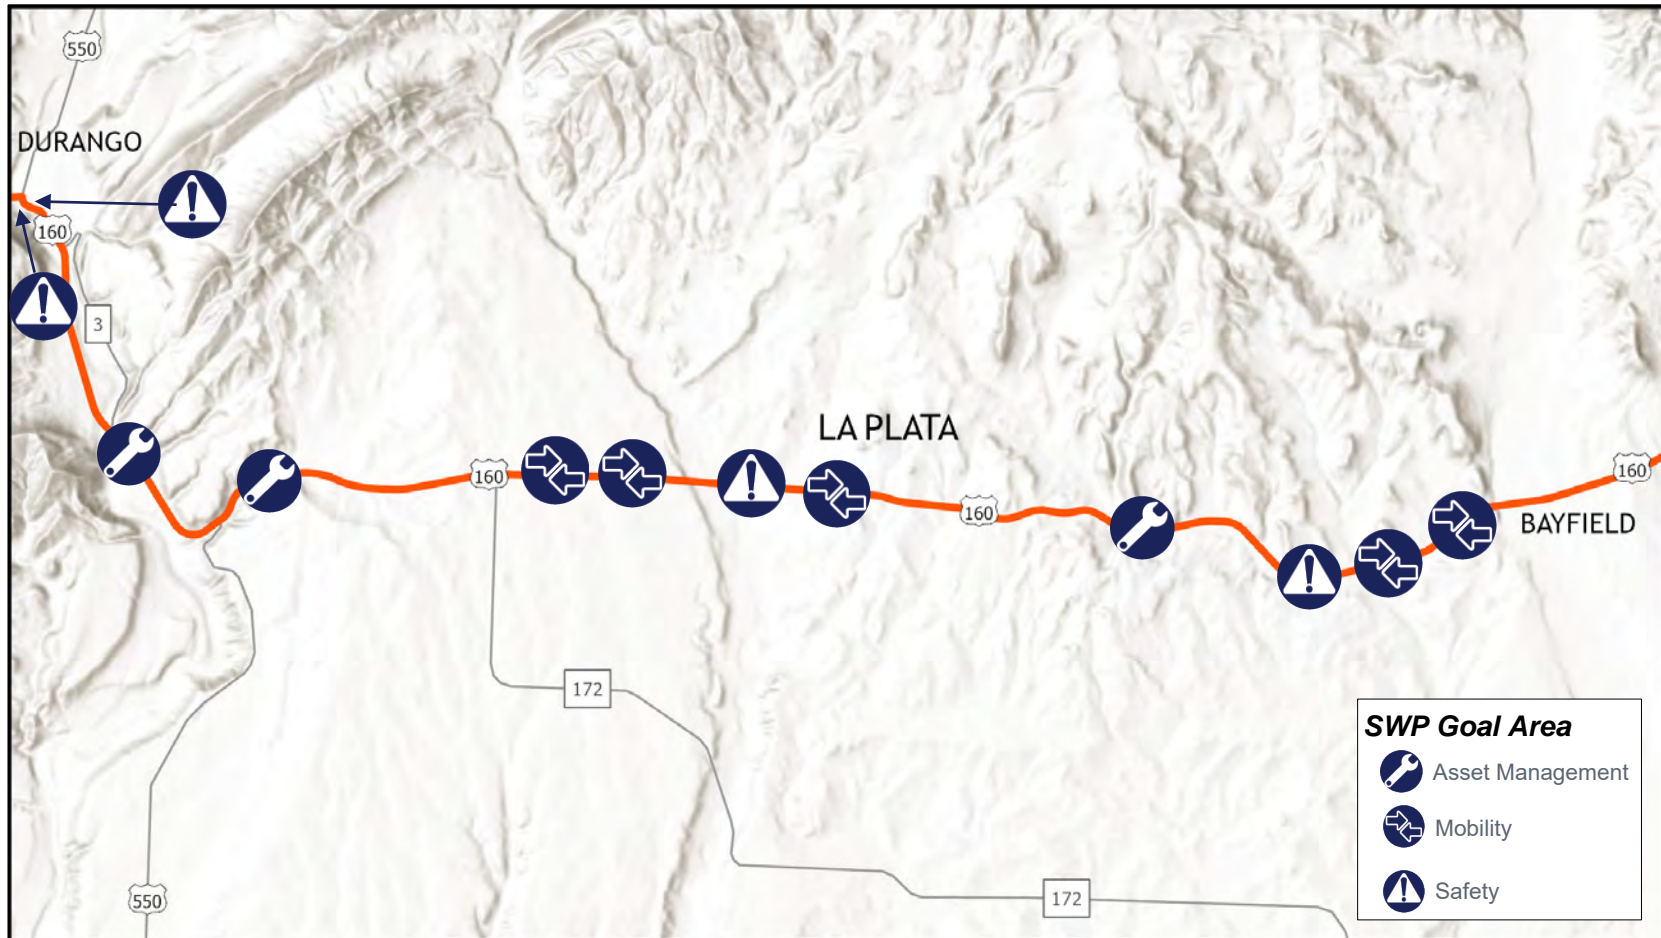 550
DURANGO
160
3
LA PLATA
160
160
160
BAYFIELD
172
SWP Goal Area
Asset Management
Mobility
Safety
550
172